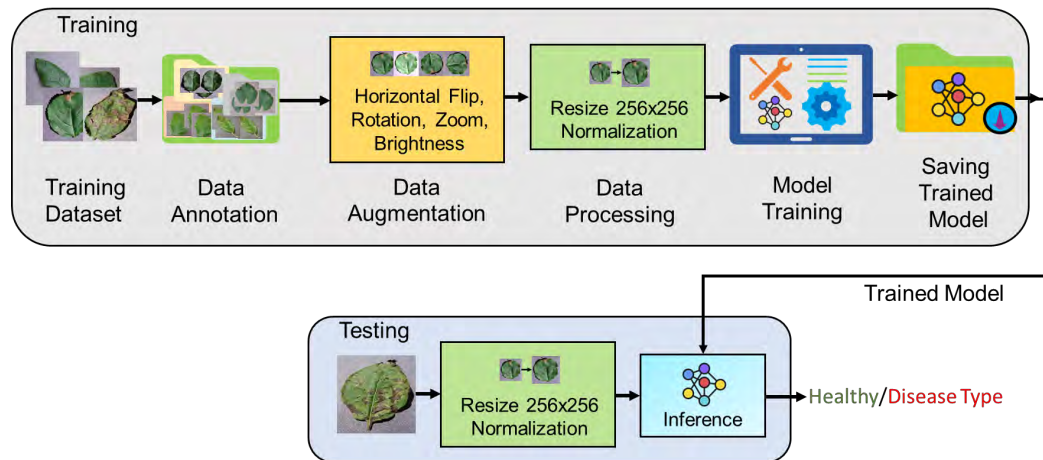 Training
Horizontal Flip,
Rotation, Zoom,
Brightness
Resize 256x256
Normalization
Training
Dataset
Data
Annotation
Data
Augmentation
Data
Processing
Model
Training
Saving
Trained
Model
Trained Model
Testing
Resize 256x256
Normalization
Inference
Healthy/Disease Type